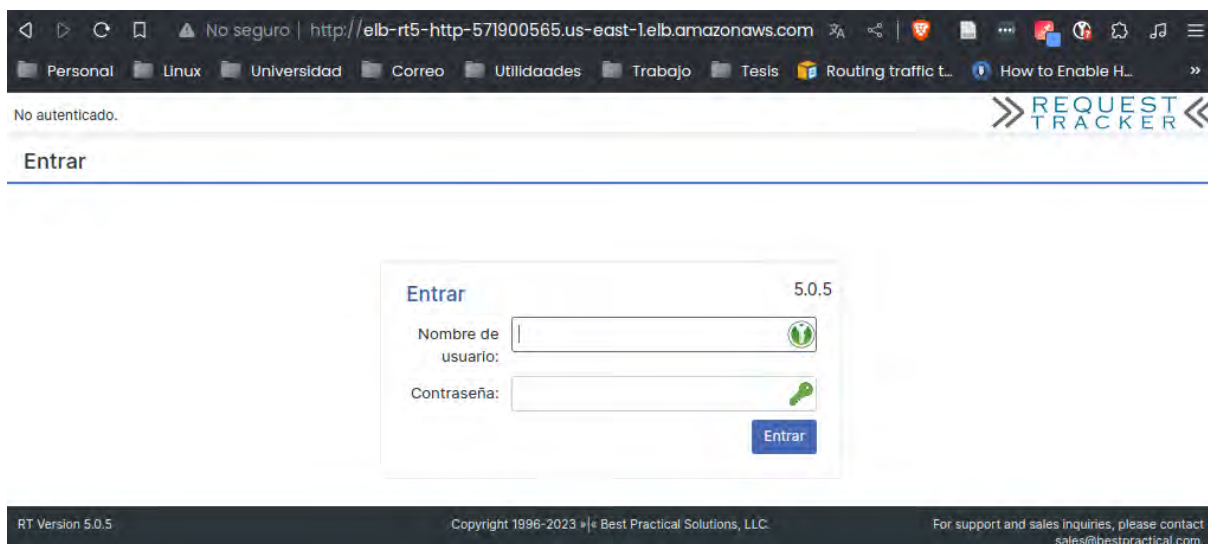 No seguro | http://elb-rt5-http-571900565.us-east-1.elb.amazonaws.com
Personal Linux Universidad Correo Utilidaades Trabajo Tesis Routing traffic t... How to Enable H... »
No autenticado.
REQUEST
TRACKER
Entrar
Entrar 5.0.5
Nombre de
usuario:
Contraseña:
Entrar
RT Version 5.0.5 Copyright 1996-2023 »|« Best Practical Solutions, LLC. For support and sales inquiries, please contact
sales@bestpractical.com.